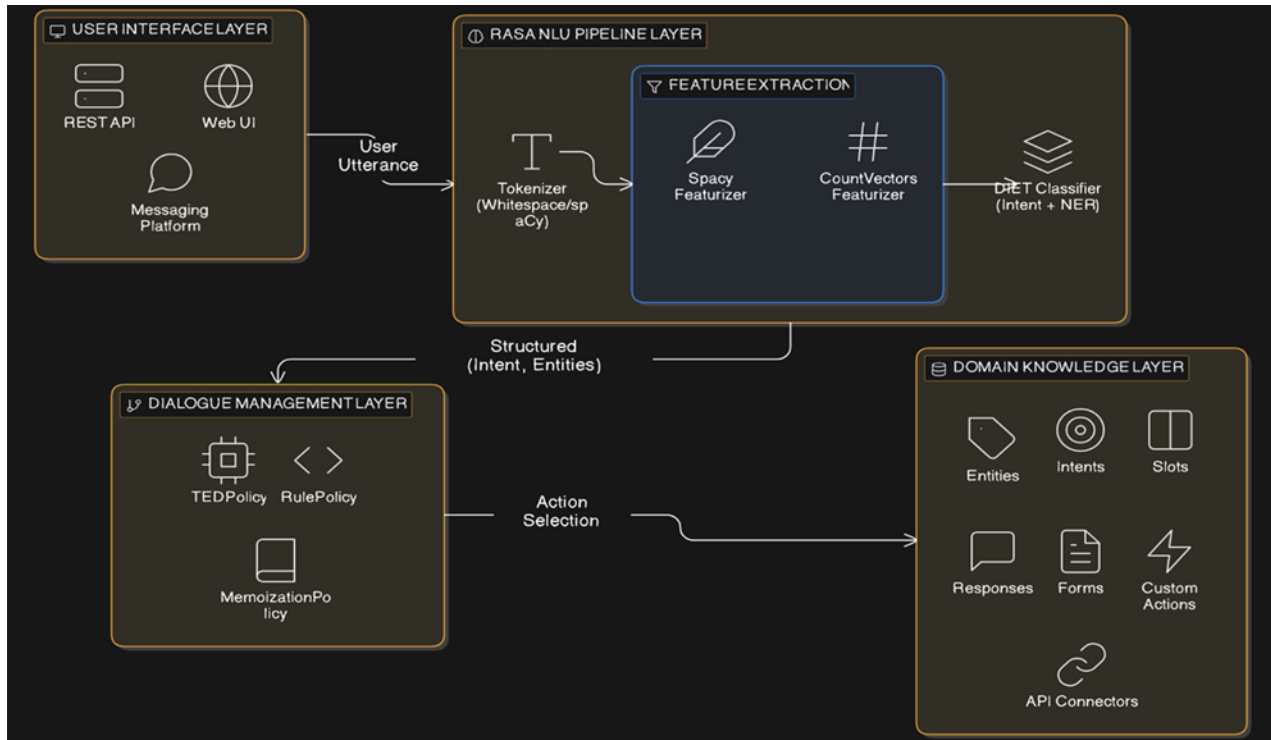 USER INTERFACE LAYER
REST API
Web UI
Messaging
Platform
User
Utterance
RASA NLU PIPELINE LAYER
FEATURE EXTRACTION
Tokenizer
(Whitespace/sp
aCy)
Spacy
Featurizer
CountVectors
Featurizer
DIET Classifier
(Intent + NER)
Structured
(Intent, Entities)
DIALOGUE MANAGEMENT LAYER
TEDPolicy
RulePolicy
MemoizationPo
licy
Action
Selection
DOMAIN KNOWLEDGE LAYER
Entities
Intents
Slots
Responses
Forms
Custom
Actions
API Connectors